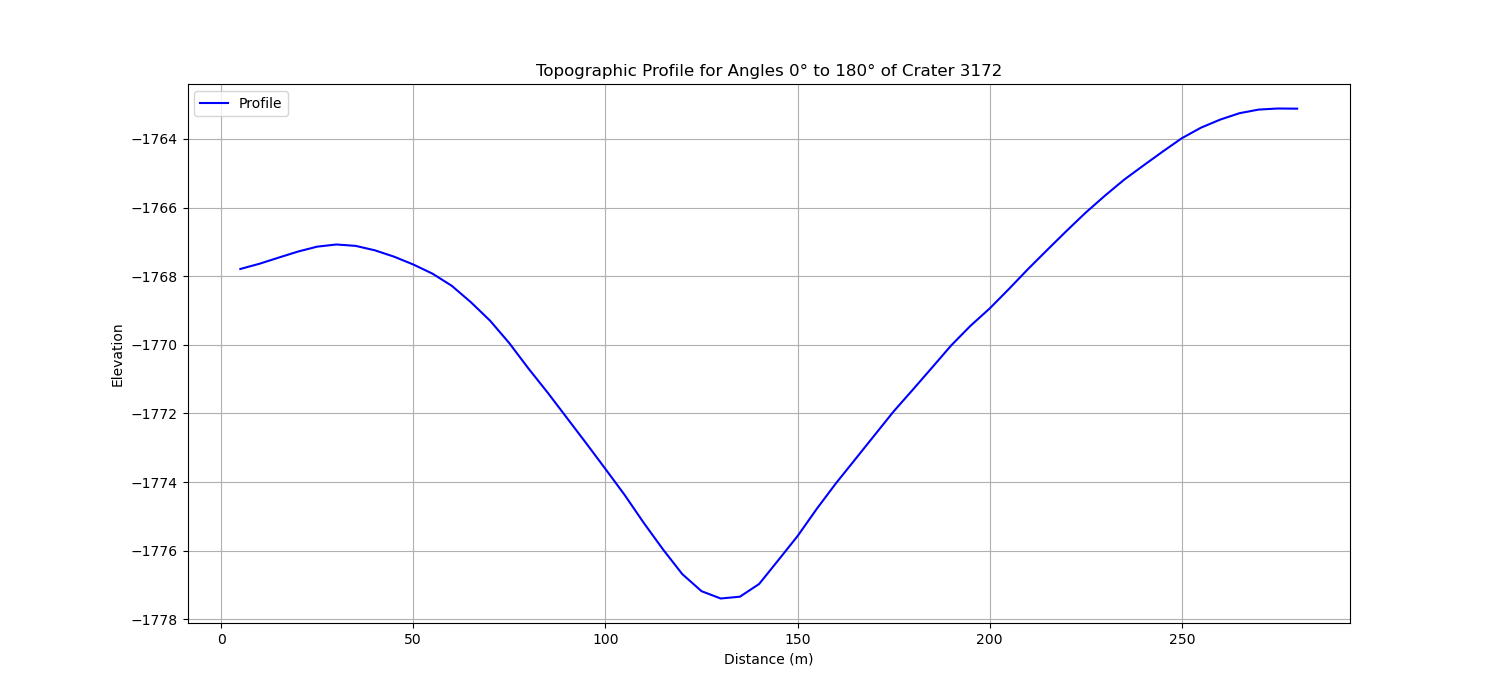 Topographic Profile for Angles 0° to 180° of Crater 3172
Profile
−1764
−1766
−1768
−1770
−1772
−1774
−1776
−1778
Elevation
0 50 100 150 200 250
Distance (m)